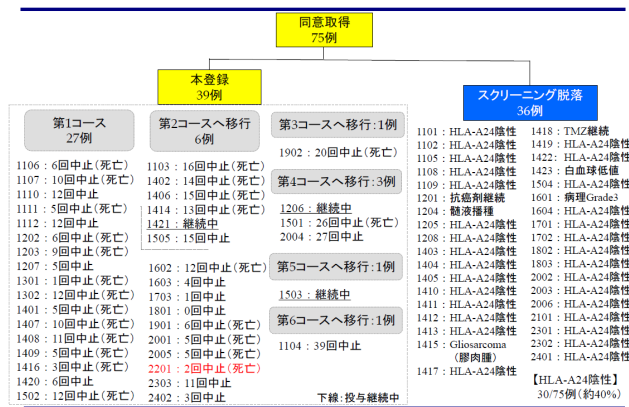 同意取得
75例
本登録
39例
スクリーニング脱落
36例
第1コース
27例
1106：6回中止(死亡)
1107：10回中止(死亡)
1110：12回中止
1111：5回中止(死亡)
1112：12回中止
1202：6回中止(死亡)
1203：9回中止(死亡)
1207：5回中止
1301：1回中止(死亡)
1302：12回中止(死亡)
1401：5回中止(死亡)
1407：10回中止(死亡)
1408：11回中止(死亡)
1409：5回中止(死亡)
1416：3回中止(死亡)
1420：6回中止
1502：12回中止(死亡)
第2コースへ移行
6例
1103：16回中止(死亡)
1402：14回中止(死亡)
1406：15回中止(死亡)
1414：13回中止(死亡)
1421：継続中
1505：15回中止
1602：12回中止(死亡)
1603：4回中止
1703：1回中止
1801：0回中止
1901：6回中止(死亡)
2001：5回中止(死亡)
2005：5回中止(死亡)
2201：2回中止(死亡)
2303：11回中止
2402：3回中止
第3コースへ移行：1例
1902：20回中止(死亡)
第4コースへ移行：3例
1206：継続中
1501：26回中止(死亡)
2004：27回中止
第5コースへ移行：1例
1503：継続中
第6コースへ移行：1例
1104：39回中止
下線：投与継続中
1101：HLA-A24陰性
1102：HLA-A24陰性
1105：HLA-A24陰性
1108：HLA-A24陰性
1109：HLA-A24陰性
1201：抗癌剤継続
1204：髄液播種
1205：HLA-A24陰性
1208：HLA-A24陰性
1403：HLA-A24陰性
1404：HLA-A24陰性
1405：HLA-A24陰性
1410：HLA-A24陰性
1411：HLA-A24陰性
1412：HLA-A24陰性
1413：HLA-A24陰性
1415：Gliosarcoma
(膠肉腫)
1417：HLA-A24陰性
1418：TMZ継続
1419：HLA-A24陰性
1422：HLA-A24陰性
1423：白血球低値
1504：HLA-A24陰性
1601：病理Grade3
1604：HLA-A24陰性
1701：HLA-A24陰性
1702：HLA-A24陰性
1802：HLA-A24陰性
1803：HLA-A24陰性
2002：HLA-A24陰性
2003：HLA-A24陰性
2006：HLA-A24陰性
2101：HLA-A24陰性
2301：HLA-A24陰性
2302：HLA-A24陰性
2401：HLA-A24陰性
【HLA-A24陰性】
30/75例(約40%)